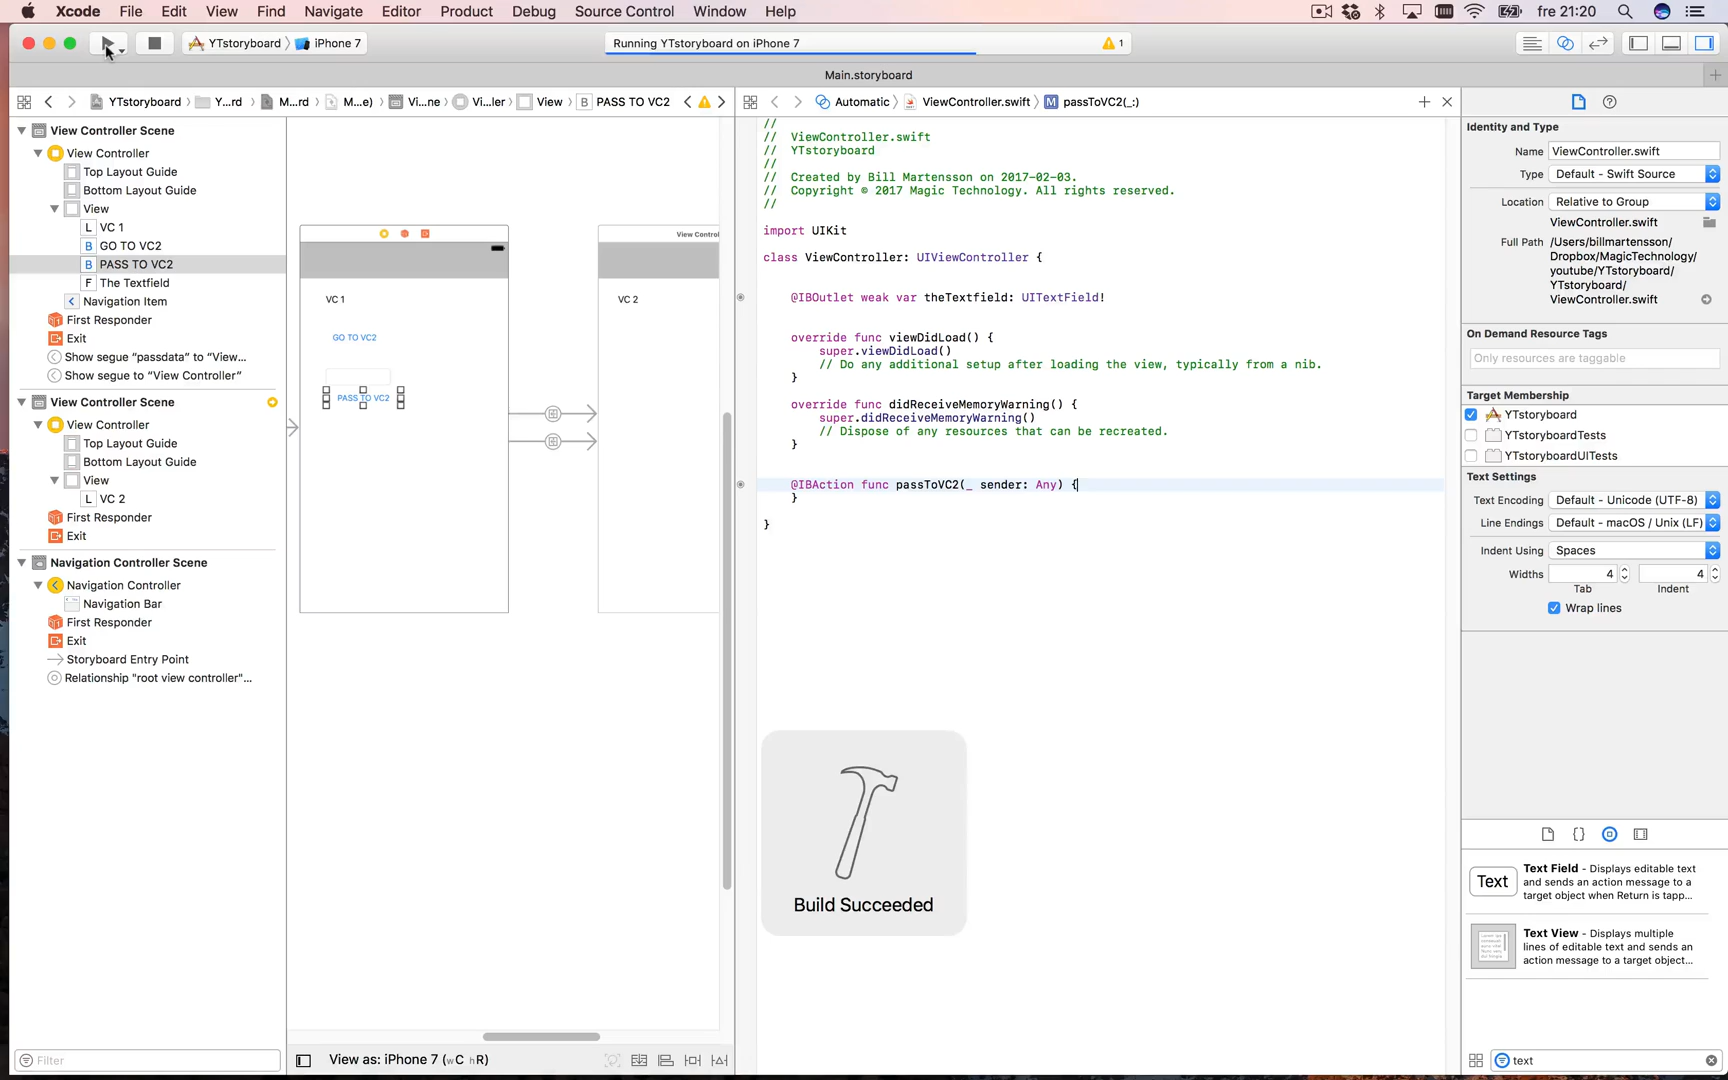 Xcode File Edit View Find Navigate Editor Product Debug Source Control Window Help fre 21:20
YTstoryboard iPhone 7 Running YTstoryboard on iPhone 7 1
Main.storyboard
YTstoryboard Y...rd M...rd M...e) Vi...ne Vi...ler View B PASS TO VC2
Automatic ViewController.swift M passToVC2(_:)
View Controller Scene
View Controller
Top Layout Guide
Bottom Layout Guide
View
L VC 1
B GO TO VC2
B PASS TO VC2
F The Textfield
Navigation Item
First Responder
Exit
Show segue “passdata” to “View...
Show segue to “View Controller”
View Controller Scene
View Controller
Top Layout Guide
Bottom Layout Guide
View
L VC 2
First Responder
Exit
Navigation Controller Scene
Navigation Controller
Navigation Bar
First Responder
Exit
Storyboard Entry Point
Relationship "root view controller"...
Filter
View Control
VC 1
GO TO VC2
PASS TO VC2
VC 2
View as: iPhone 7 (wC hR)
//
// ViewController.swift
// YTstoryboard
//
// Created by Bill Martensson on 2017-02-03.
// Copyright © 2017 Magic Technology. All rights reserved.
//
import UIKit
class ViewController: UIViewController {
@IBOutlet weak var theTextfield: UITextField!
override func viewDidLoad() {
super.viewDidLoad()
// Do any additional setup after loading the view, typically from a nib.
}
override func didReceiveMemoryWarning() {
super.didReceiveMemoryWarning()
// Dispose of any resources that can be recreated.
}
@IBAction func passToVC2(_ sender: Any) {
}
}
Build Succeeded
Identity and Type
Name ViewController.swift
Type Default - Swift Source
Location Relative to Group
ViewController.swift
Full Path /Users/billmartensson/
Dropbox/MagicTechnology/
youtube/YTstoryboard/
YTstoryboard/
ViewController.swift
On Demand Resource Tags
Only resources are taggable
Target Membership
YTstoryboard
YTstoryboardTests
YTstoryboardUITests
Text Settings
Text Encoding Default - Unicode (UTF-8)
Line Endings Default - macOS / Unix (LF)
Indent Using Spaces
Widths 4 4
Tab Indent
Wrap lines
Text
Text Field - Displays editable text
and sends an action message to a
target object when Return is tapp...
Text View - Displays multiple
lines of editable text and sends an
action message to a target object...
text